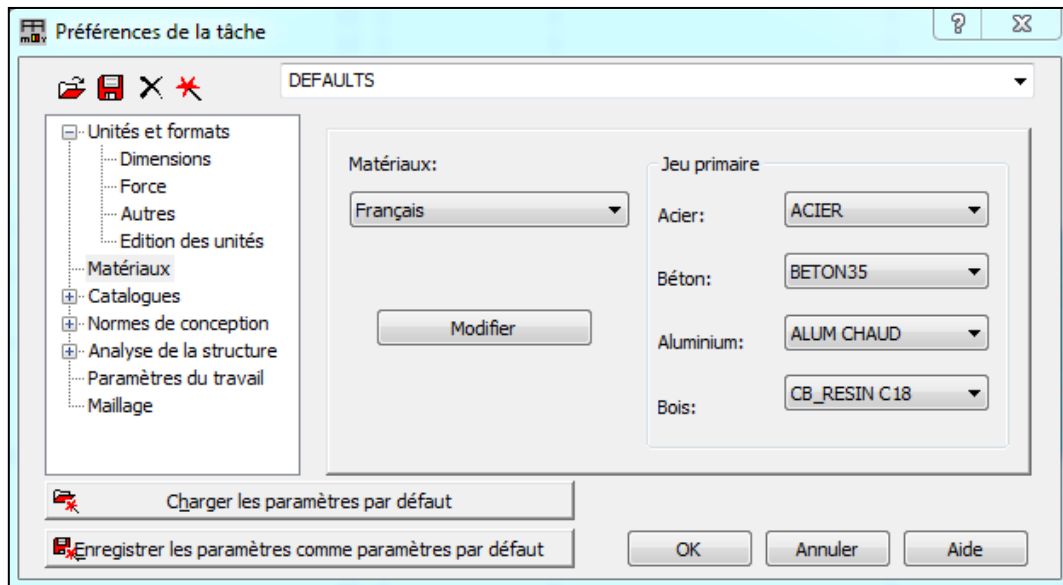 Préférences de la tâche
DEFAULTS
Unités et formats
Dimensions
Force
Autres
Edition des unités
Matériaux
Catalogues
Normes de conception
Analyse de la structure
Paramètres du travail
Maillage
Matériaux:
Français
Modifier
Jeu primaire
Acier: ACIER
Béton: BETON35
Aluminium: ALUM CHAUD
Bois: CB_RESIN C18
Charger les paramètres par défaut
Enregistrer les paramètres comme paramètres par défaut
OK Annuler Aide